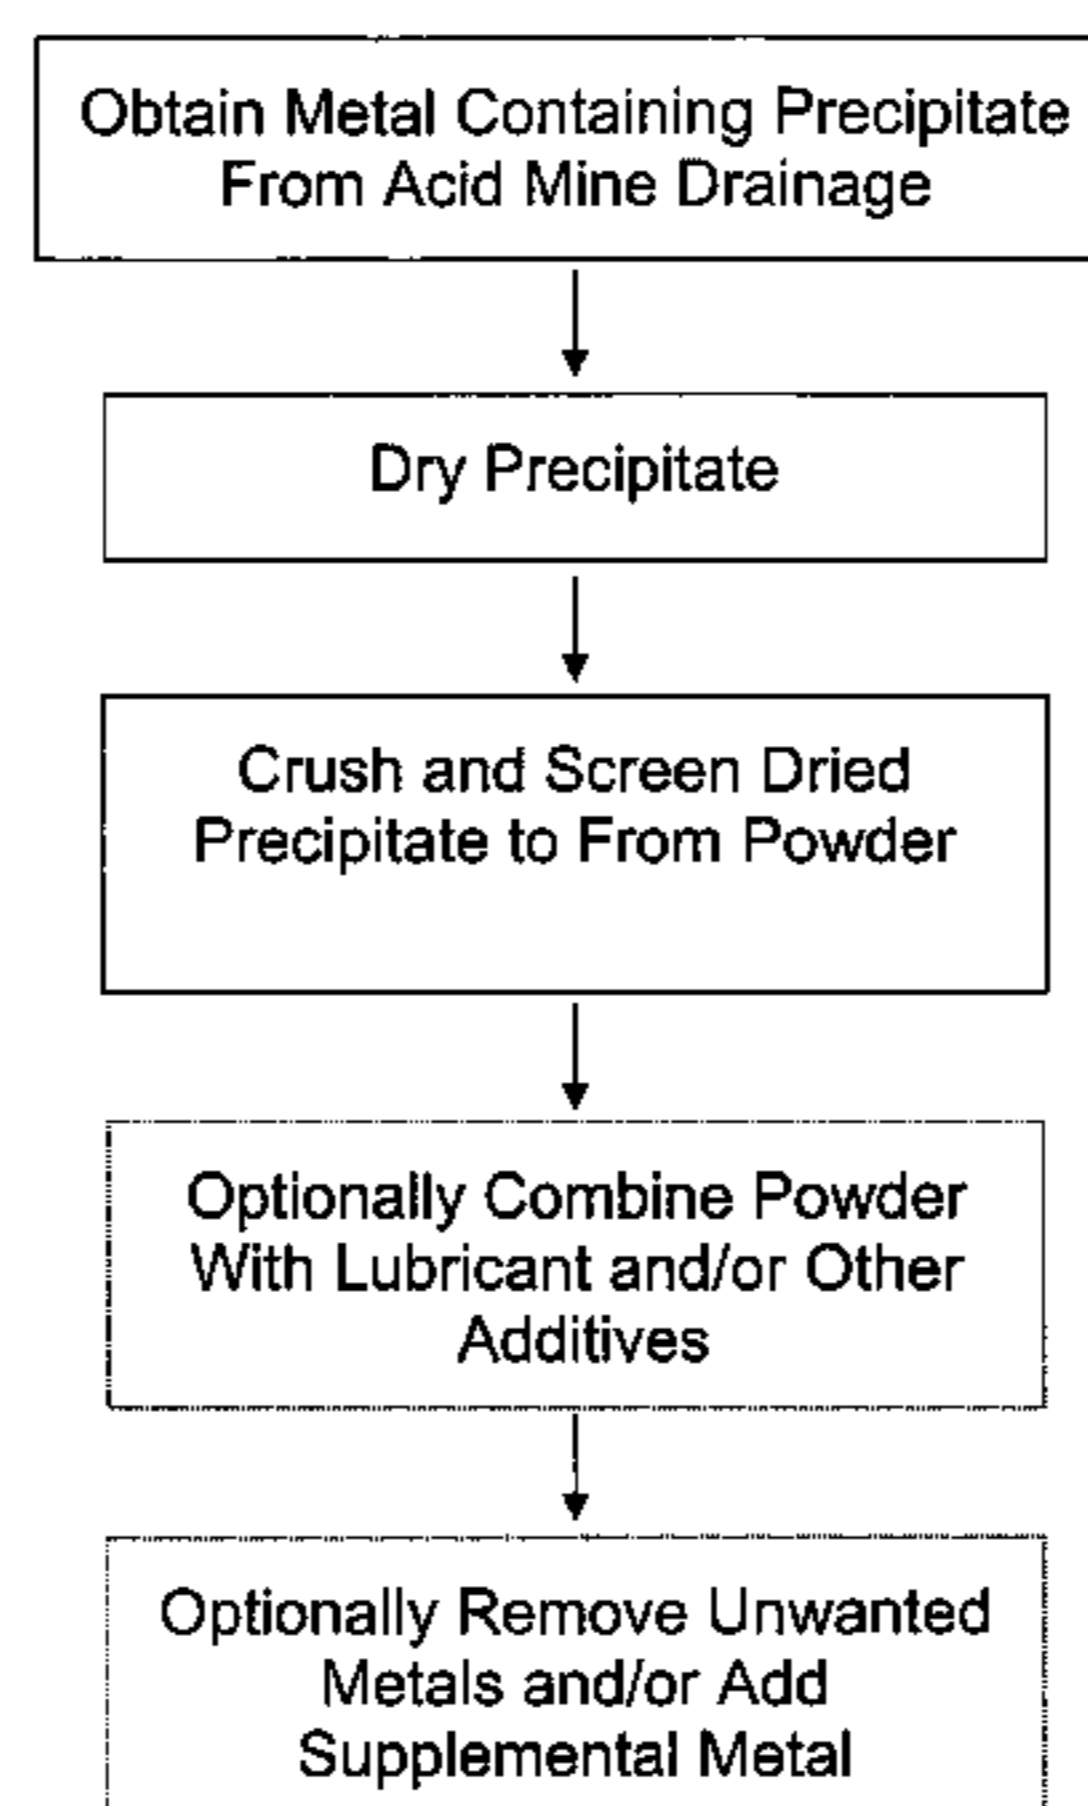 Obtain Metal Containing Precipitate
From Acid Mine Drainage
Dry Precipitate
Crush and Screen Dried
Precipitate to From Powder
Optionally Combine Powder
With Lubricant and/or Other
Additives
Optionally Remove Unwanted
Metals and/or Add
Supplemental Metal